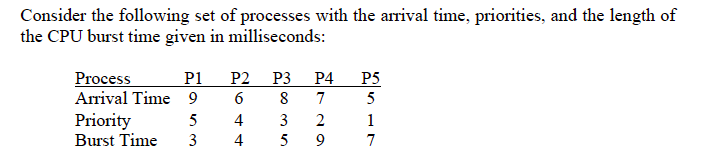 Consider the following set of processes with the arrival time, priorities, and the length of
the CPU burst time given in milliseconds:
Process P1 P2 P3 P4 P5
Arrival Time 9 6 8 7 5
Priority 5 4 3 2 1
Burst Time 3 4 5 9 7